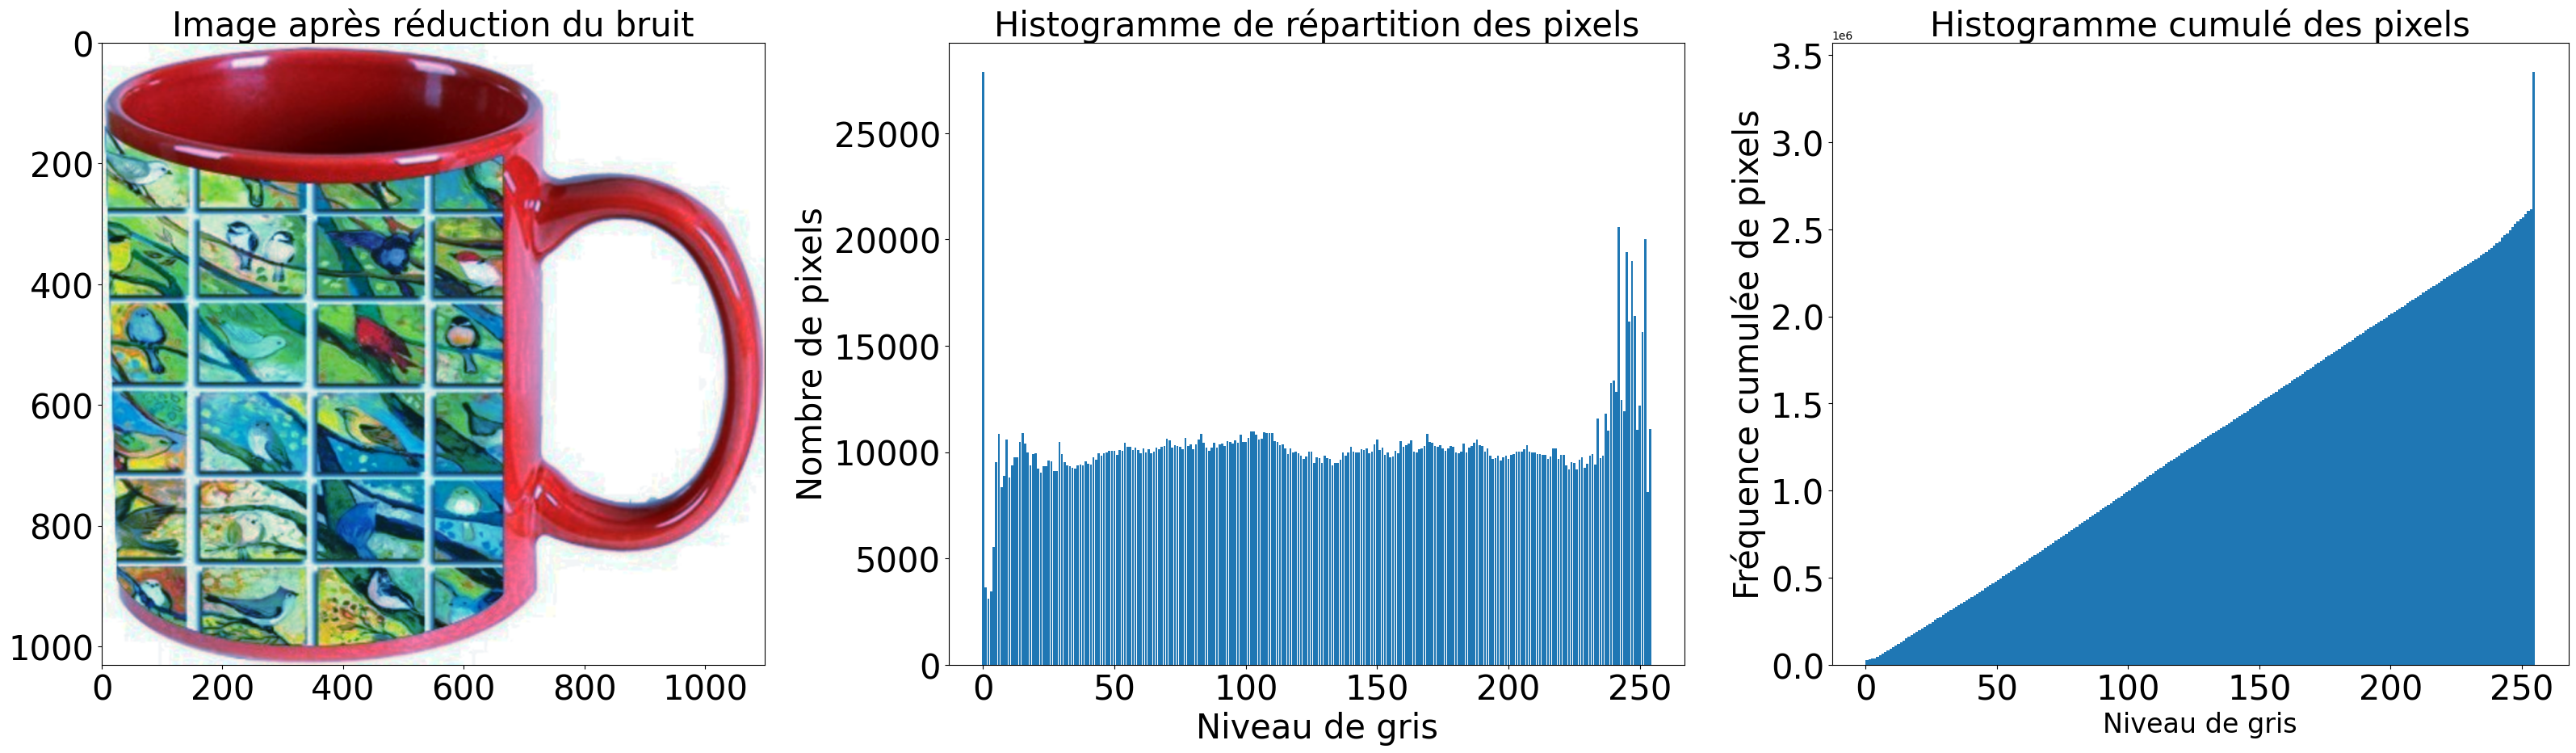 Image après réduction du bruit
0
200
400
600
800
1000
0 200 400 600 800 1000
Histogramme de répartition des pixels
Nombre de pixels
25000
20000
15000
10000
5000
0
0 50 100 150 200 250
Niveau de gris
Histogramme cumulé des pixels
1e6
Fréquence cumulée de pixels
3.5
3.0
2.5
2.0
1.5
1.0
0.5
0.0
0 50 100 150 200 250
Niveau de gris